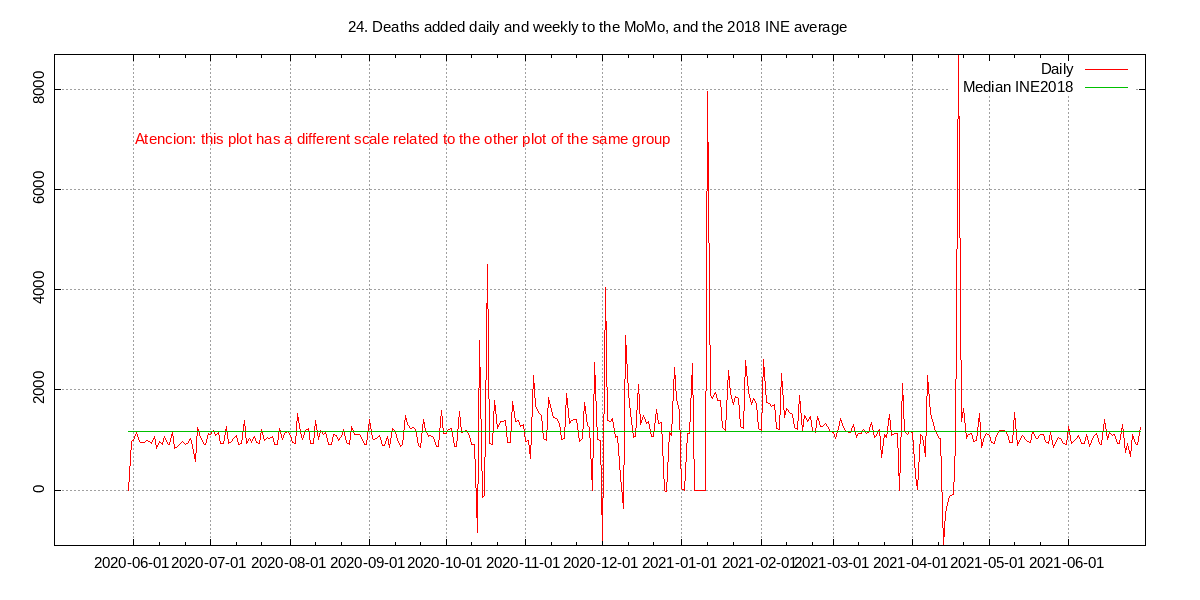 24. Deaths added daily and weekly to the MoMo, and the 2018 INE average
Daily
Median INE2018
Atencion: this plot has a different scale related to the other plot of the same group
8000
6000
4000
2000
0
2020-06-01 2020-07-01 2020-08-01 2020-09-01 2020-10-01 2020-11-01 2020-12-01 2021-01-01 2021-02-01 2021-03-01 2021-04-01 2021-05-01 2021-06-01